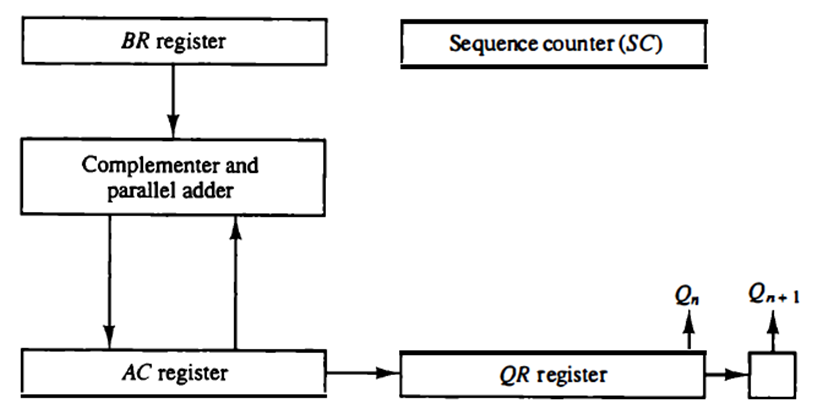 BR register
Sequence counter (SC)
Complementer and
parallel adder
Qn
Qn + 1
AC register
QR register